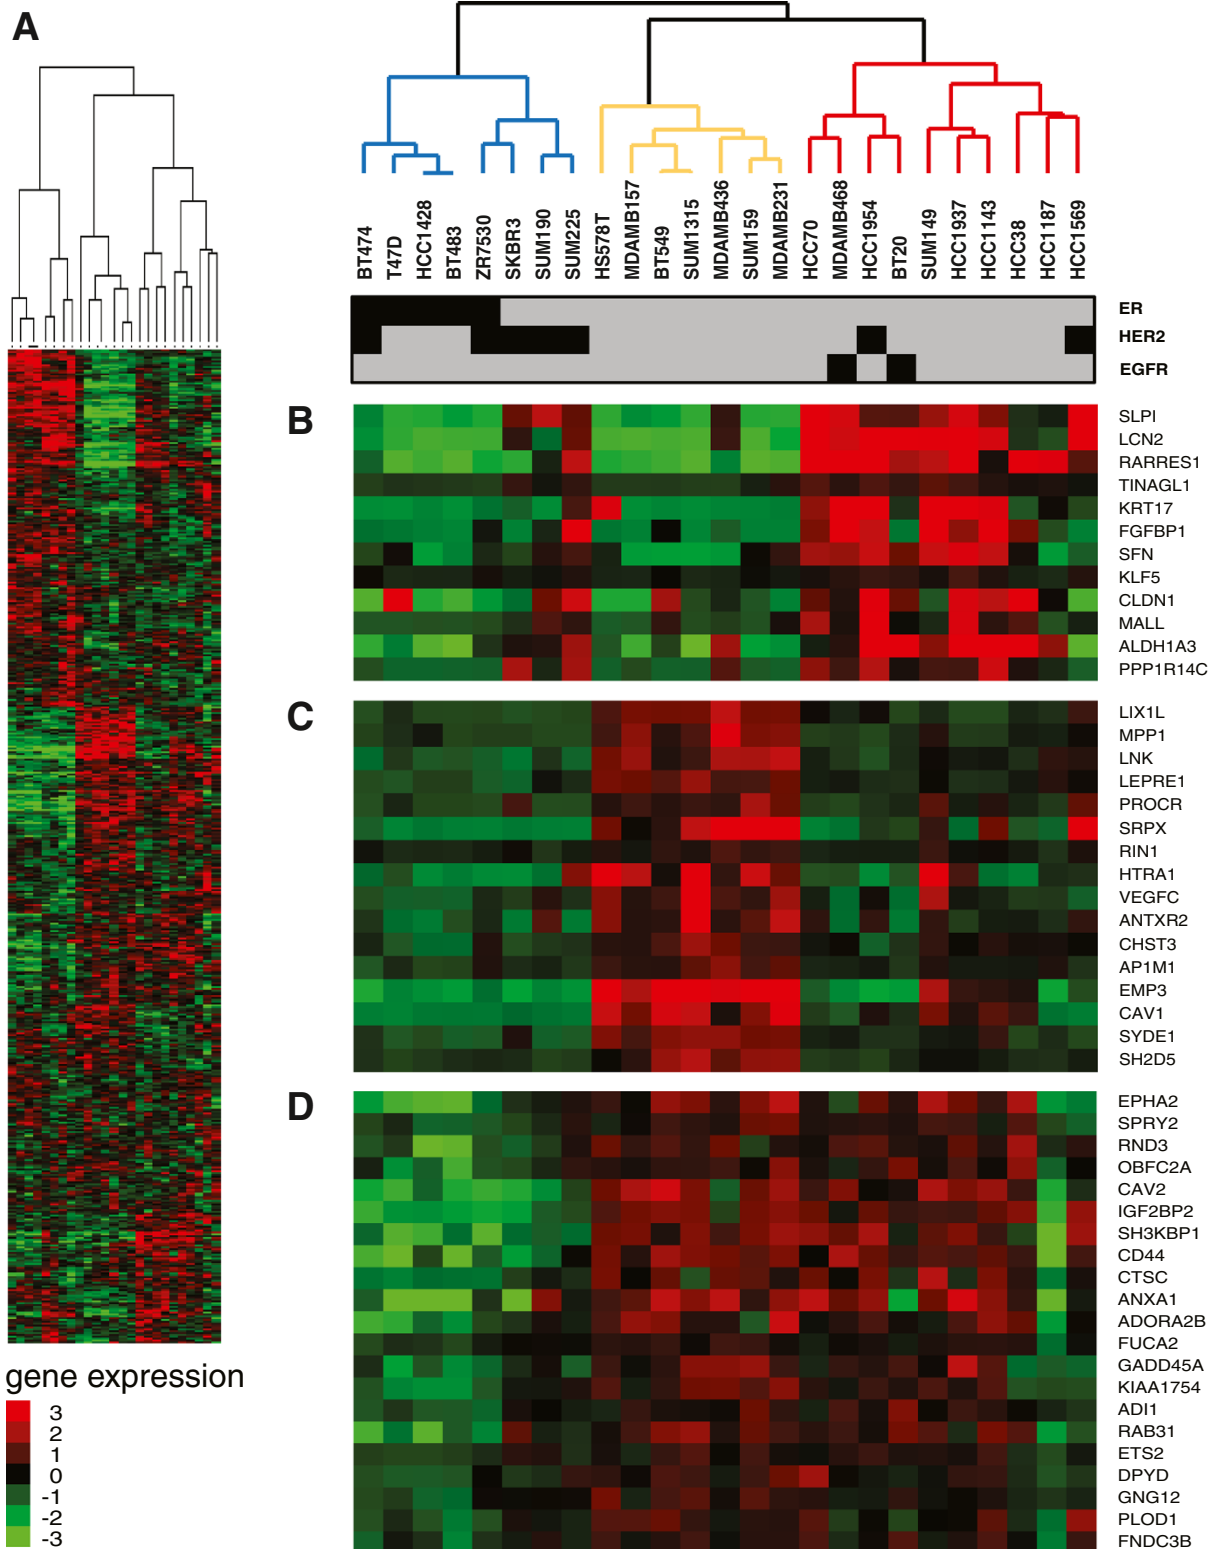 A
BT474
T47D
HCC1428
BT483
ZR7530
SKBR3
SUM190
SUM225
HS578T
MDAMB157
BT549
SUM1315
MDAMB436
SUM159
MDAMB231
HCC70
MDAMB468
HCC1954
BT20
SUM149
HCC1937
HCC1143
HCC38
HCC1187
HCC1569
ER
HER2
EGFR
B
SLPI
LCN2
RARRES1
TINAGL1
KRT17
FGFBP1
SFN
KLF5
CLDN1
MALL
ALDH1A3
PPP1R14C
C
LIX1L
MPP1
LNK
LEPRE1
PROCR
SRPX
RIN1
HTRA1
VEGFC
ANTXR2
CHST3
AP1M1
EMP3
CAV1
SYDE1
SH2D5
D
EPHA2
SPRY2
RND3
OBFC2A
CAV2
IGF2BP2
SH3KBP1
CD44
CTSC
ANXA1
ADORA2B
FUCA2
GADD45A
KIAA1754
ADI1
RAB31
ETS2
DPYD
GNG12
PLOD1
FNDC3B
gene expression
3
2
1
0
-1
-2
-3